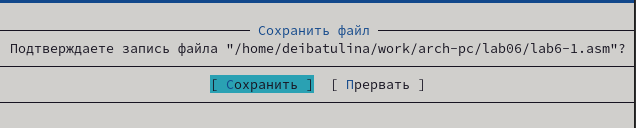 Сохранить файл
Подтверждаете запись файла "/home/deibatulina/work/arch-pc/lab06/lab6-1.asm"?
[ Сохранить ] [ Прервать ]